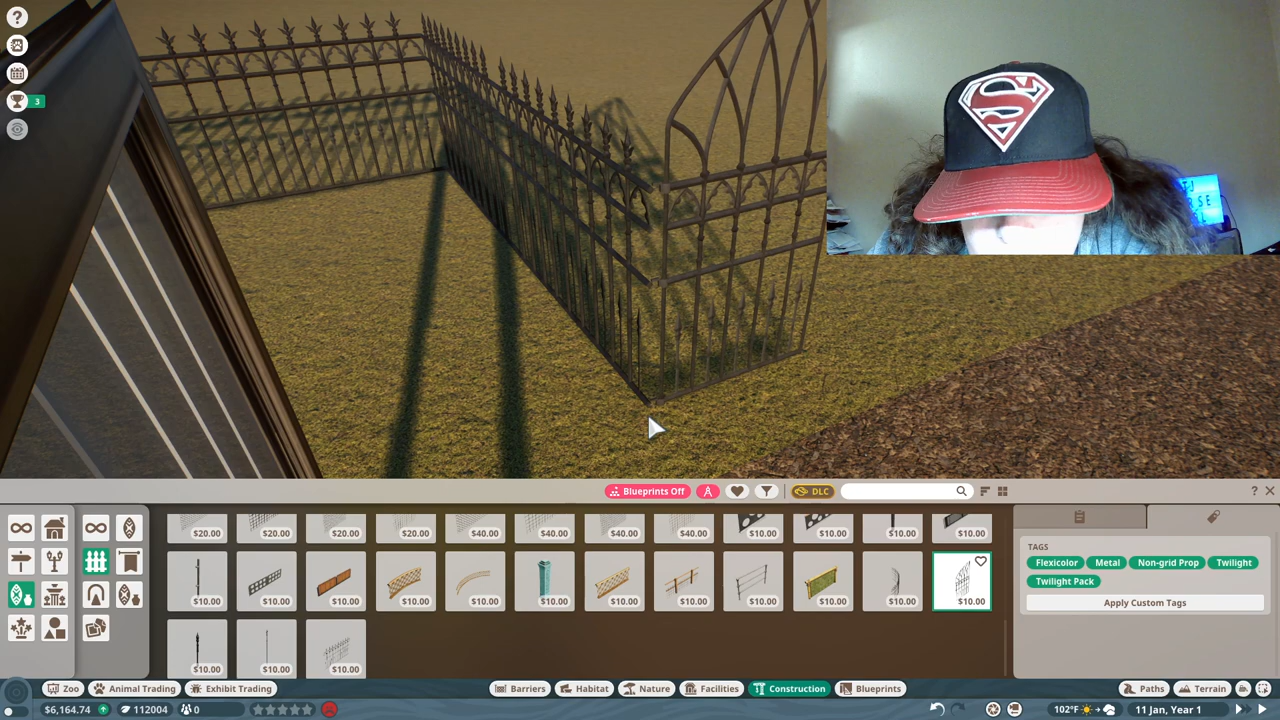 ?
3
S
Blueprints Off
DLC
?
$20.00 $20.00 $20.00 $20.00 $40.00 $40.00 $40.00 $40.00 $10.00 $10.00 $10.00 $10.00
TAGS
Flexicolor Metal Non-grid Prop Twilight
Twilight Pack
$10.00 $10.00 $10.00 $10.00 $10.00 $10.00 $10.00 $10.00 $10.00 $10.00 $10.00 $10.00
Apply Custom Tags
$10.00 $10.00 $10.00
Zoo Animal Trading Exhibit Trading Barriers Habitat Nature Facilities Construction Blueprints Paths Terrain
$6,164.74 112004 0 102°F 11 Jan, Year 1